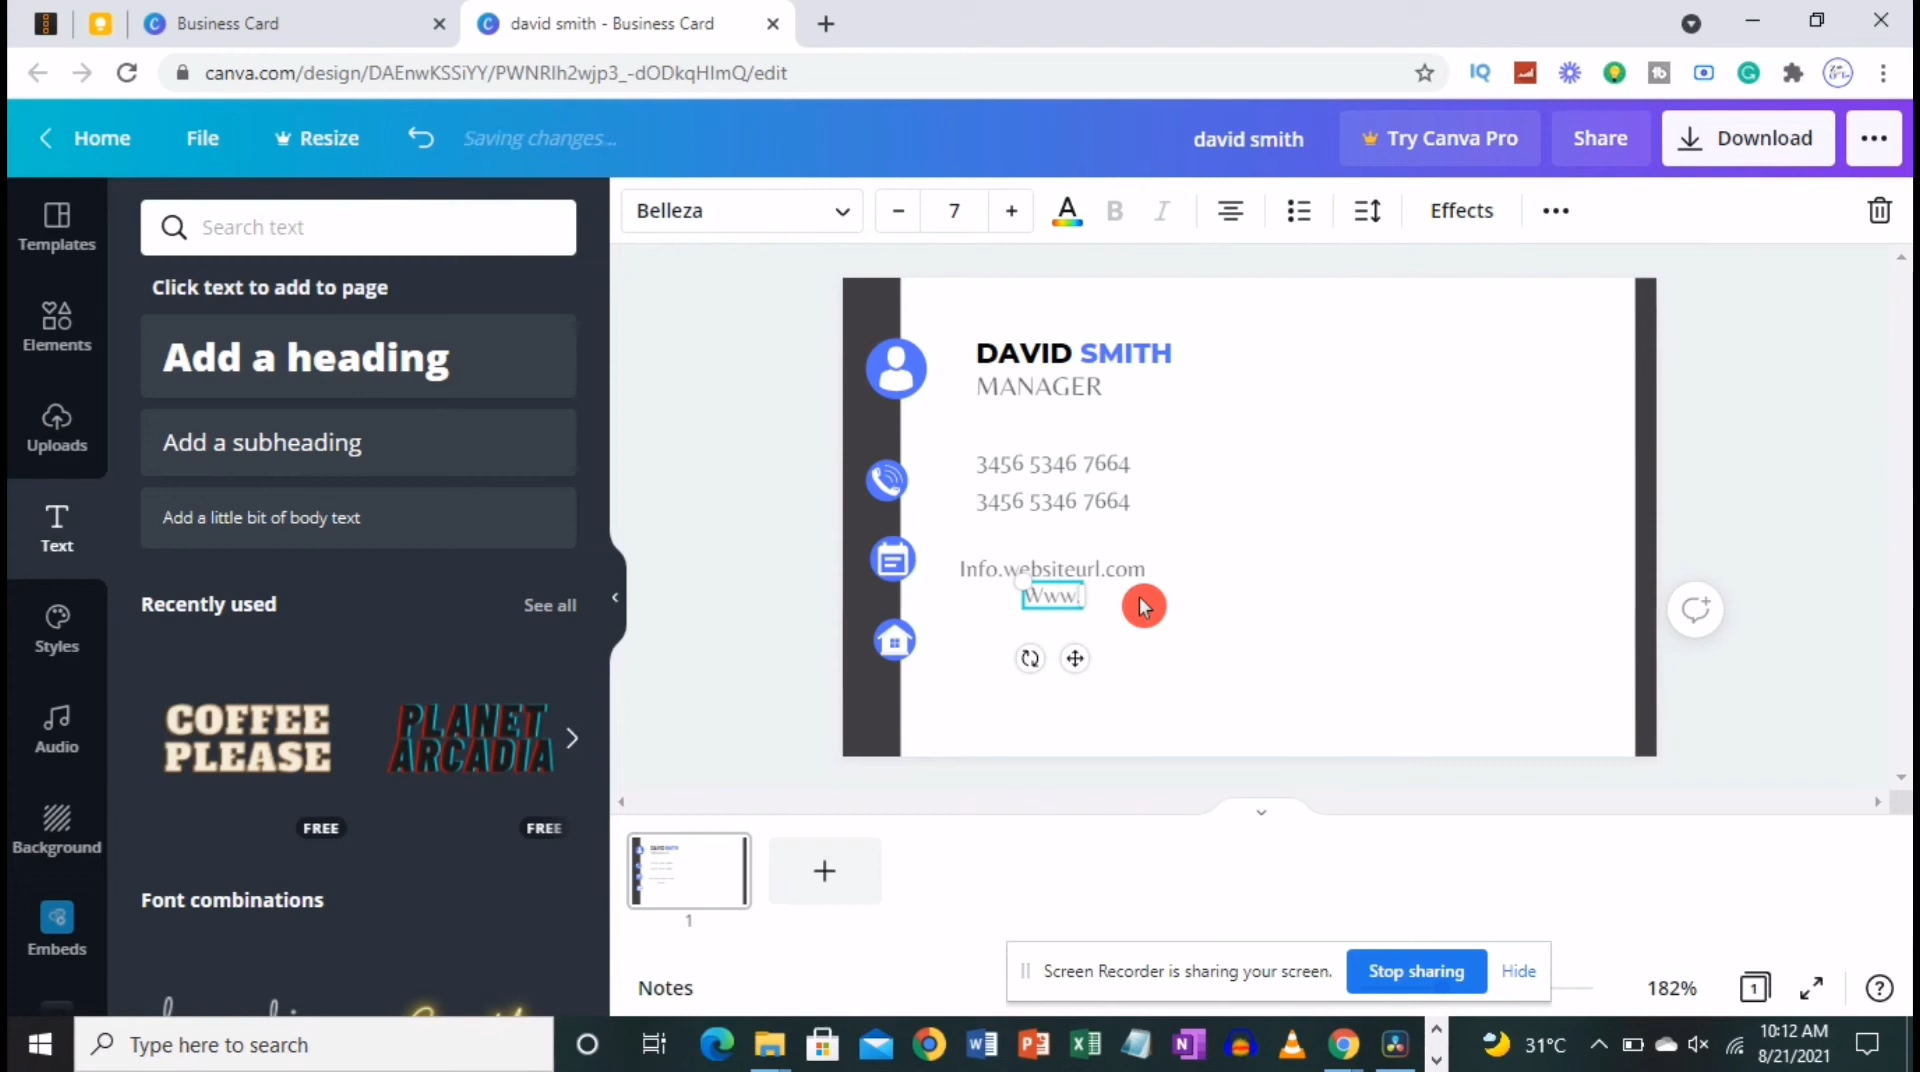 Business Card
david smith - Business Card
canva.com/design/DAEnwKSSiYY/PWNRIh2wjp3_-dODkqHImQ/edit
IQ
Home
File
Resize
Saving changes...
david smith
Try Canva Pro
Share
Download
Templates
Elements
Uploads
Text
Styles
Audio
Background
Embeds
Search text
Click text to add to page
Add a heading
Add a subheading
Add a little bit of body text
Recently used
See all
COFFEE
PLEASE
PLANET
ARCADIA
FREE
FREE
Font combinations
Belleza
7
A
B
I
Effects
DAVID SMITH
MANAGER
3456 5346 7664
3456 5346 7664
Info.websiteurl.com
Www.
1
Notes
Screen Recorder is sharing your screen.
Stop sharing
Hide
182%
1
Type here to search
31°C
10:12 AM
8/21/2021